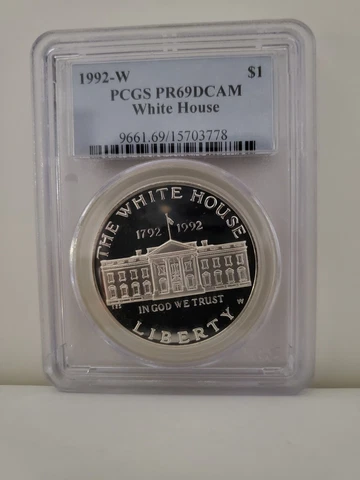 1992-W $1
PCGS PR69DCAM
White House
9661.69/15703778
THE WHITE HOUSE
1792 1992
IN GOD WE TRUST
W
LIBERTY